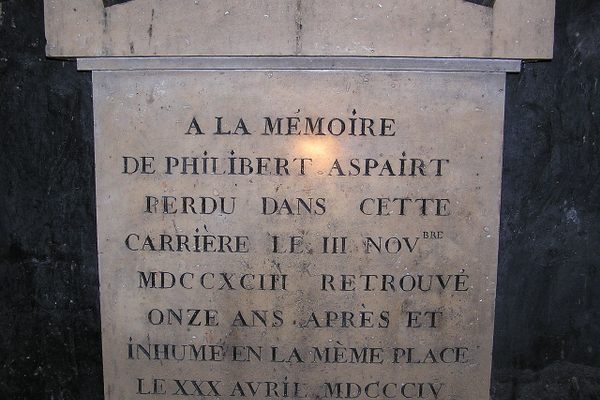 A LA MÉMOIRE
DE PHILIBERT ASPAIRT
PERDU DANS CETTE
CARRIÈRE LE III NOVBRE
MDCCXCIII RETROUVÉ
ONZE ANS APRÈS ET
INHUMÉ EN LA MÈME PLACE
LE XXX AVRIL MDCCCIV